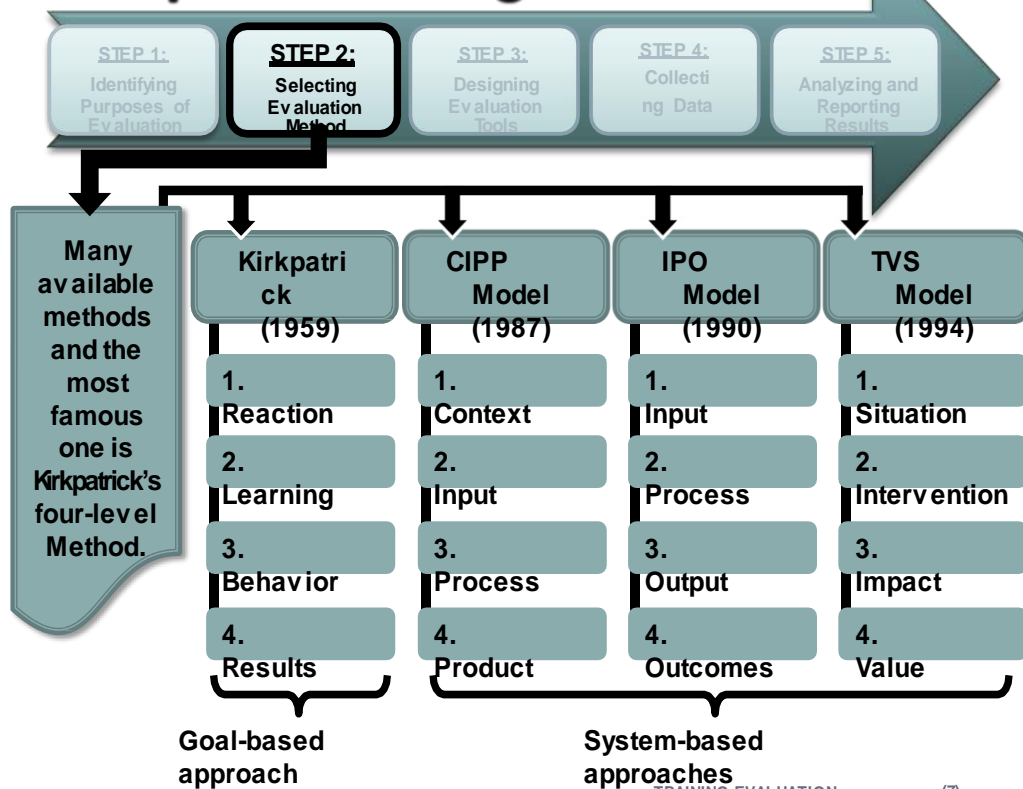 STEP 1:
Identifying
Purposes of
Evaluation
STEP 2:
Selecting
Evaluation
Method
STEP 3:
Designing
Evaluation
Tools
STEP 4:
Collecti
ng Data
STEP 5:
Analyzing and
Reporting
Results
Many
available
methods
and the
most
famous
one is
Kirkpatrick's
four-level
Method.
Kirkpatri
ck
(1959)
1.
Reaction
2.
Learning
3.
Behavior
4.
Results
CIPP
Model
(1987)
1.
Context
2.
Input
3.
Process
4.
Product
IPO
Model
(1990)
1.
Input
2.
Process
3.
Output
4.
Outcomes
TVS
Model
(1994)
1.
Situation
2.
Intervention
3.
Impact
4.
Value
Goal-based
approach
System-based
approaches
TRAINING EVALUATION (7)